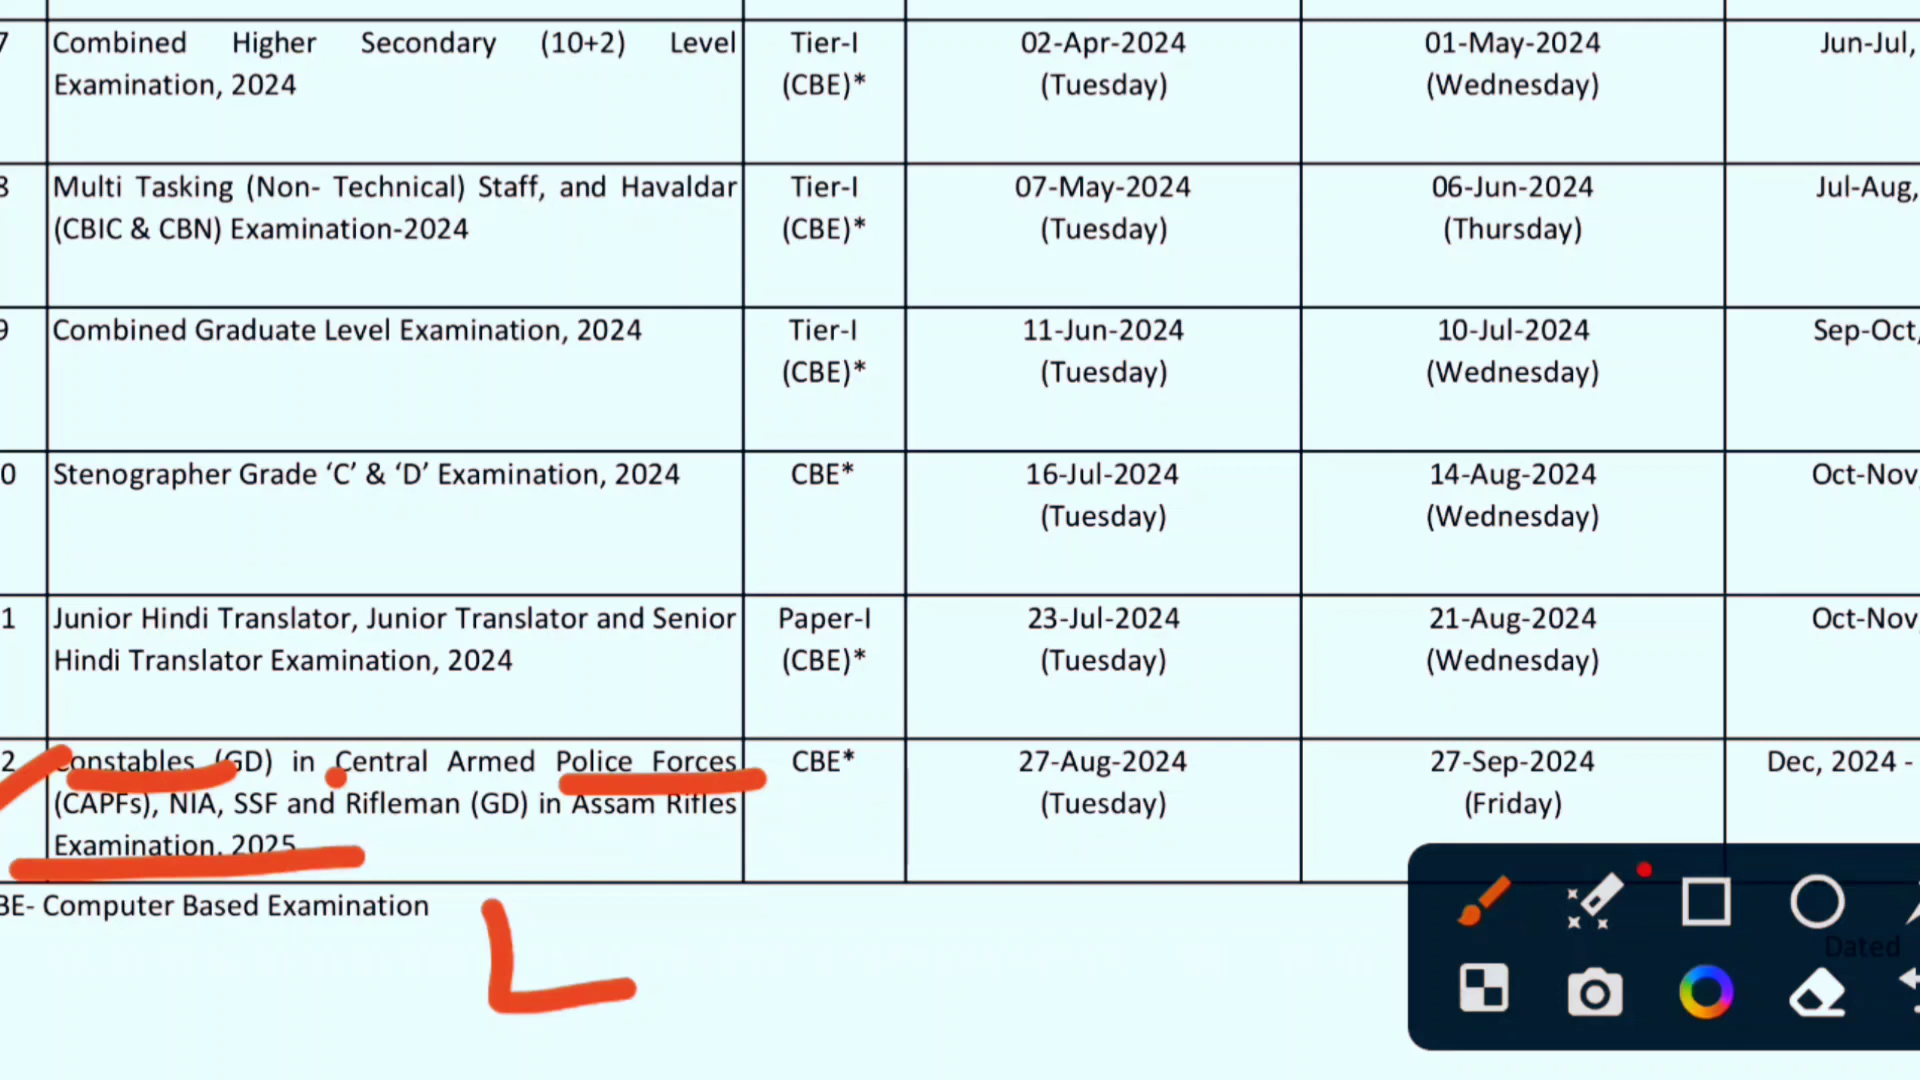 7 Combined Higher Secondary (10+2) Level Tier-I 02-Apr-2024 01-May-2024 Jun-Jul,
Examination, 2024 (CBE)* (Tuesday) (Wednesday)
8 Multi Tasking (Non- Technical) Staff, and Havaldar Tier-I 07-May-2024 06-Jun-2024 Jul-Aug,
(CBIC & CBN) Examination-2024 (CBE)* (Tuesday) (Thursday)
9 Combined Graduate Level Examination, 2024 Tier-I 11-Jun-2024 10-Jul-2024 Sep-Oct,
(CBE)* (Tuesday) (Wednesday)
0 Stenographer Grade ‘C’ & ‘D’ Examination, 2024 CBE* 16-Jul-2024 14-Aug-2024 Oct-Nov,
(Tuesday) (Wednesday)
1 Junior Hindi Translator, Junior Translator and Senior Paper-I 23-Jul-2024 21-Aug-2024 Oct-Nov,
Hindi Translator Examination, 2024 (CBE)* (Tuesday) (Wednesday)
2 Constables (GD) in Central Armed Police Forces CBE* 27-Aug-2024 27-Sep-2024 Dec, 2024 -
(CAPFs), NIA, SSF and Rifleman (GD) in Assam Rifles (Tuesday) (Friday)
Examination, 2025
BE- Computer Based Examination
Dated